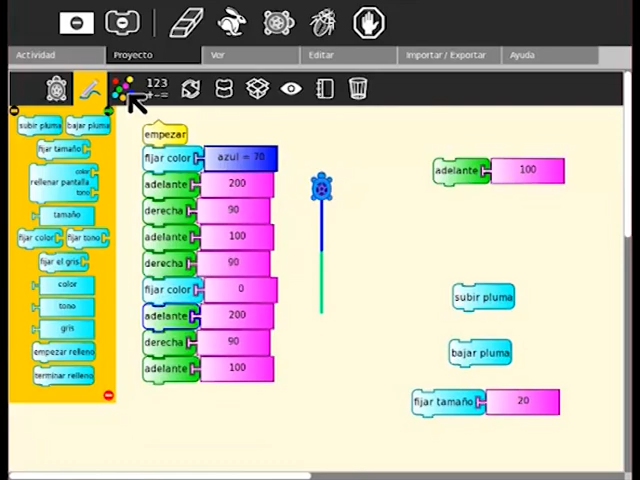 Actividad Proyecto Ver Editar Importar / Exportar Ayuda
123
+-=
subir pluma bajar pluma
fijar tamaño
color
rellenar pantalla
tono
tamaño
fijar color fijar tono
fijar el gris
color
tono
gris
empezar relleno
terminar relleno
empezar
fijar color azul = 70
adelante 200
derecha 90
adelante 100
derecha 90
fijar color 0
adelante 200
derecha 90
adelante 100
adelante 100
subir pluma
bajar pluma
fijar tamaño 20